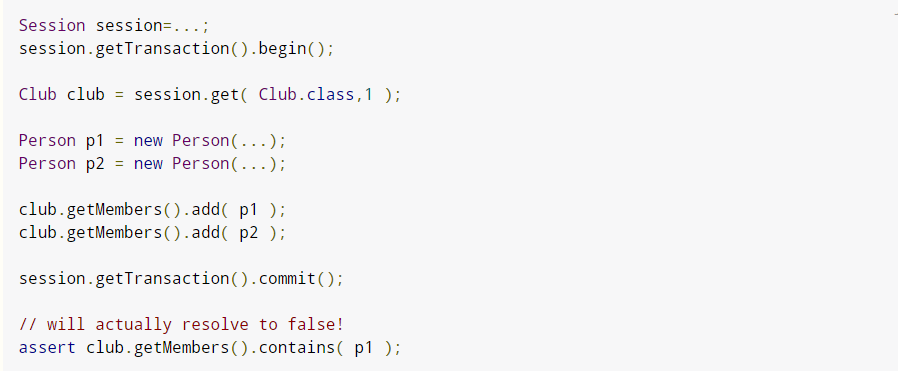 Session session=...;
session.getTransaction().begin();
Club club = session.get( Club.class,1 );
Person p1 = new Person(...);
Person p2 = new Person(...);
club.getMembers().add( p1 );
club.getMembers().add( p2 );
session.getTransaction().commit();
// will actually resolve to false!
assert club.getMembers().contains( p1 );